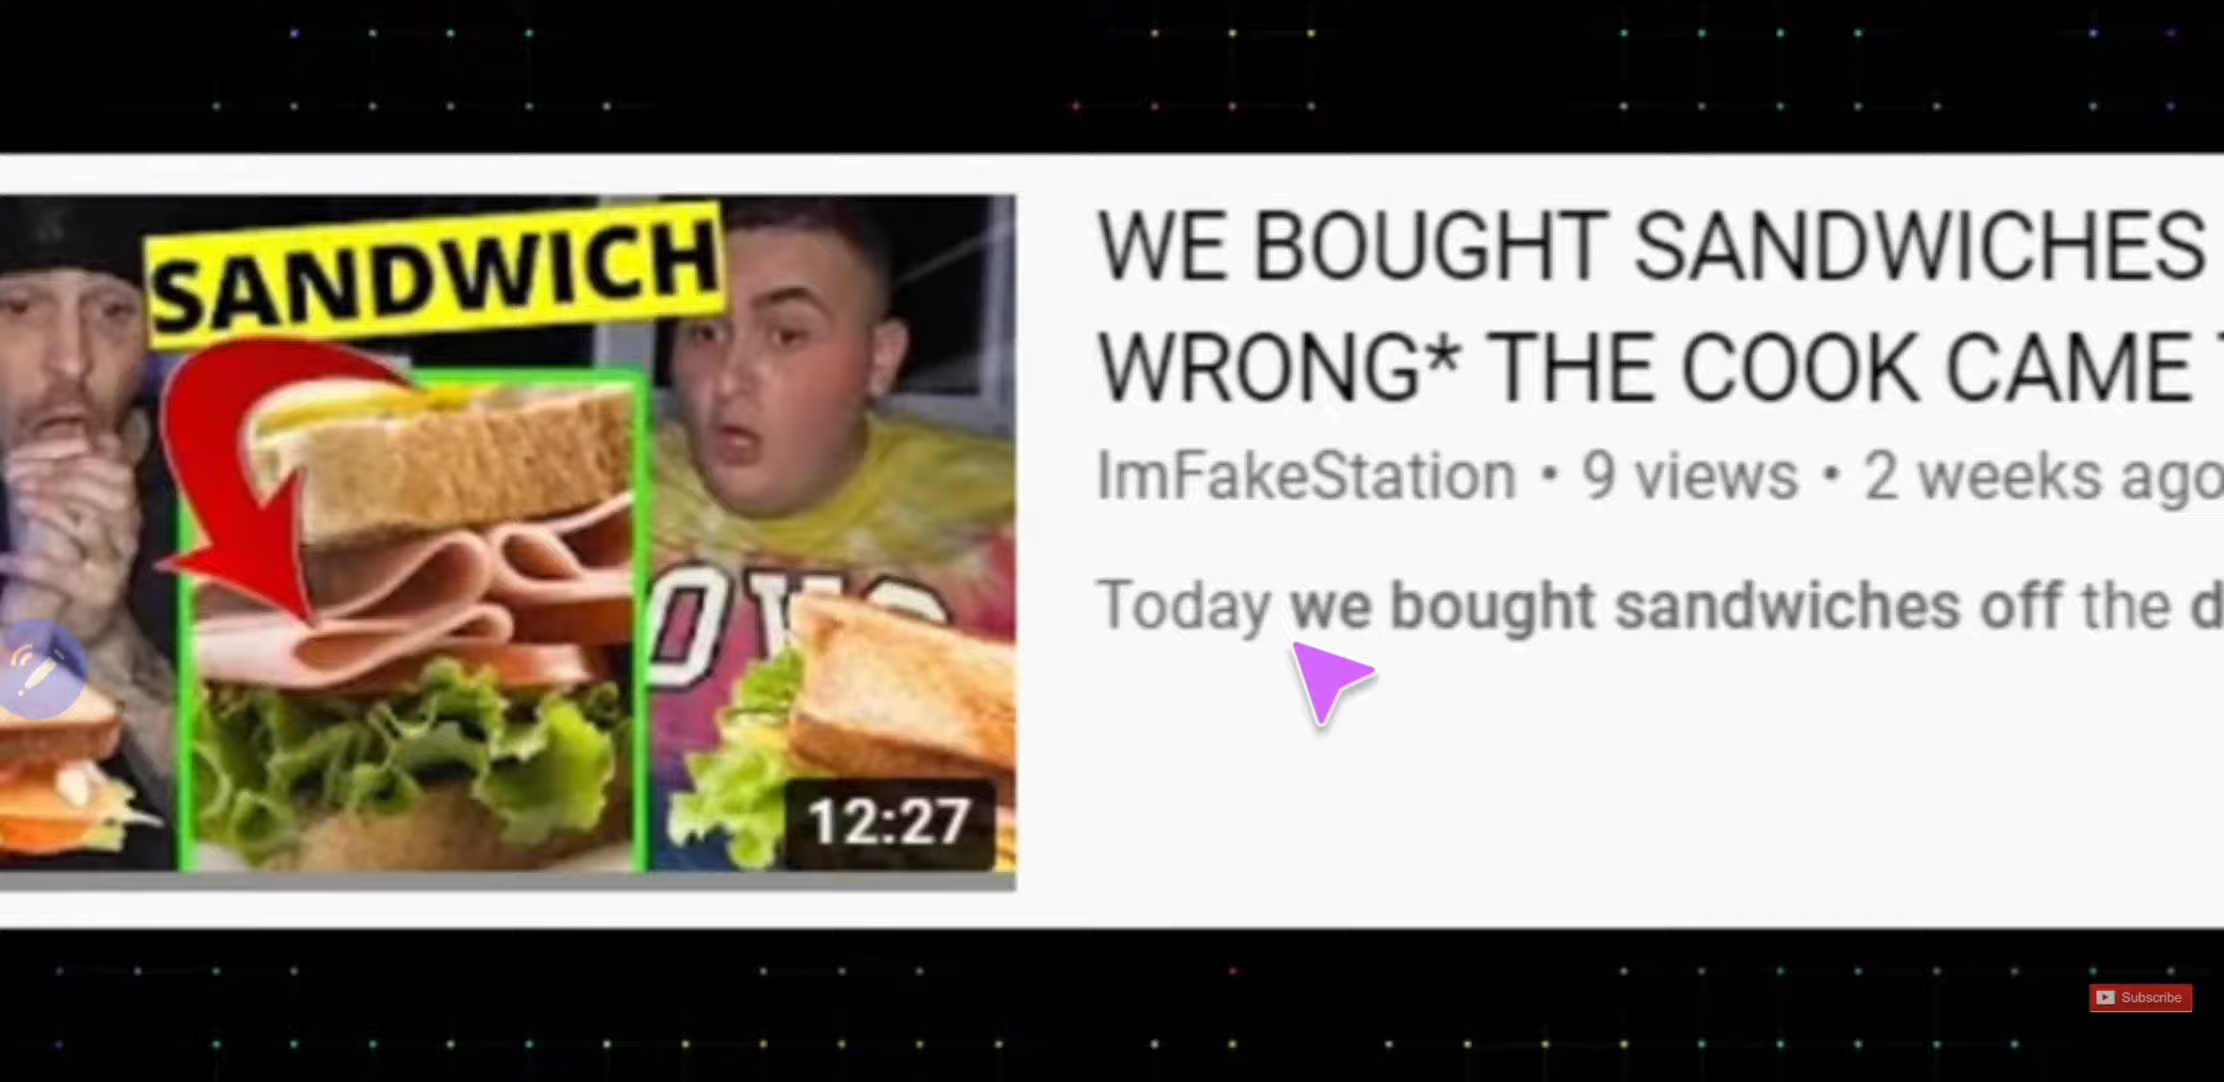 SANDWICH
12:27
WE BOUGHT SANDWICHES
WRONG* THE COOK CAME
ImFakeStation • 9 views • 2 weeks ago
Today we bought sandwiches off the d
Subscribe